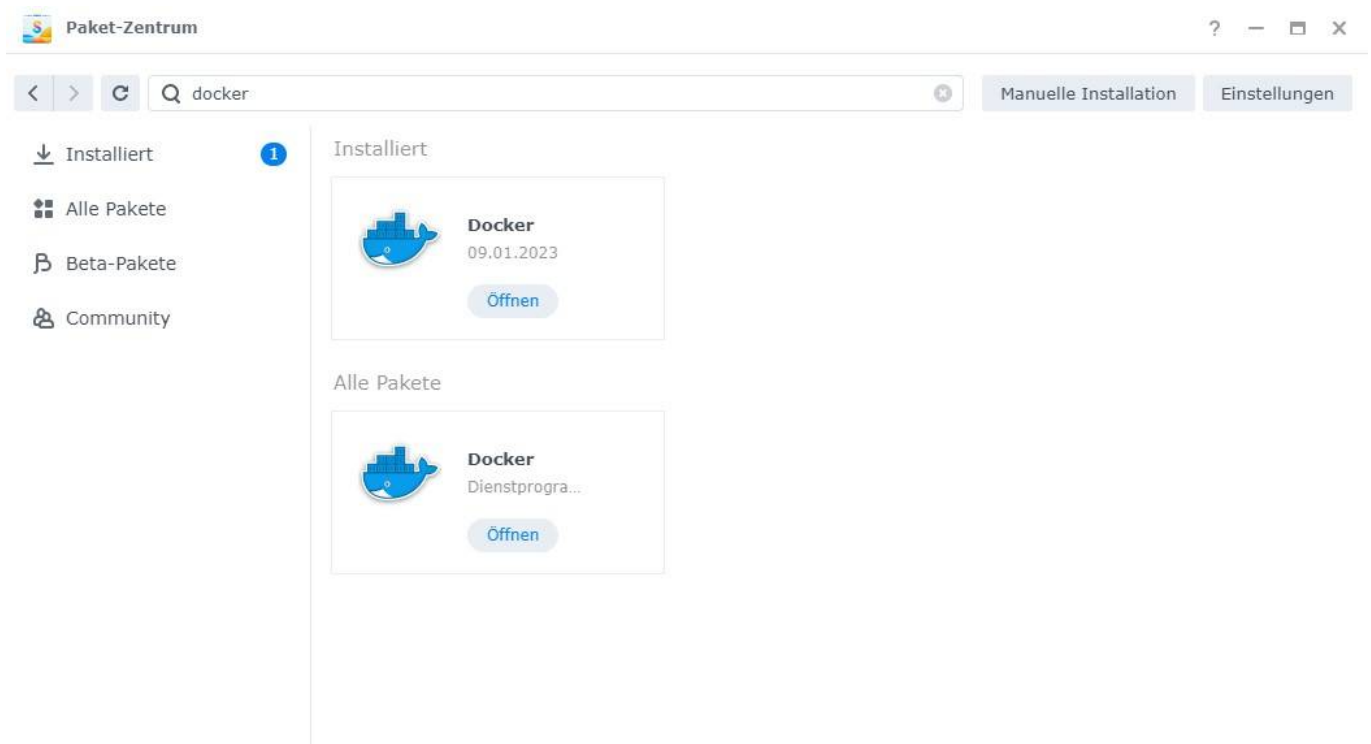 Paket-Zentrum
docker
Manuelle Installation
Einstellungen
Installiert
1
Alle Pakete
Beta-Pakete
Community
Installiert
Docker
09.01.2023
Öffnen
Alle Pakete
Docker
Dienstprogra...
Öffnen